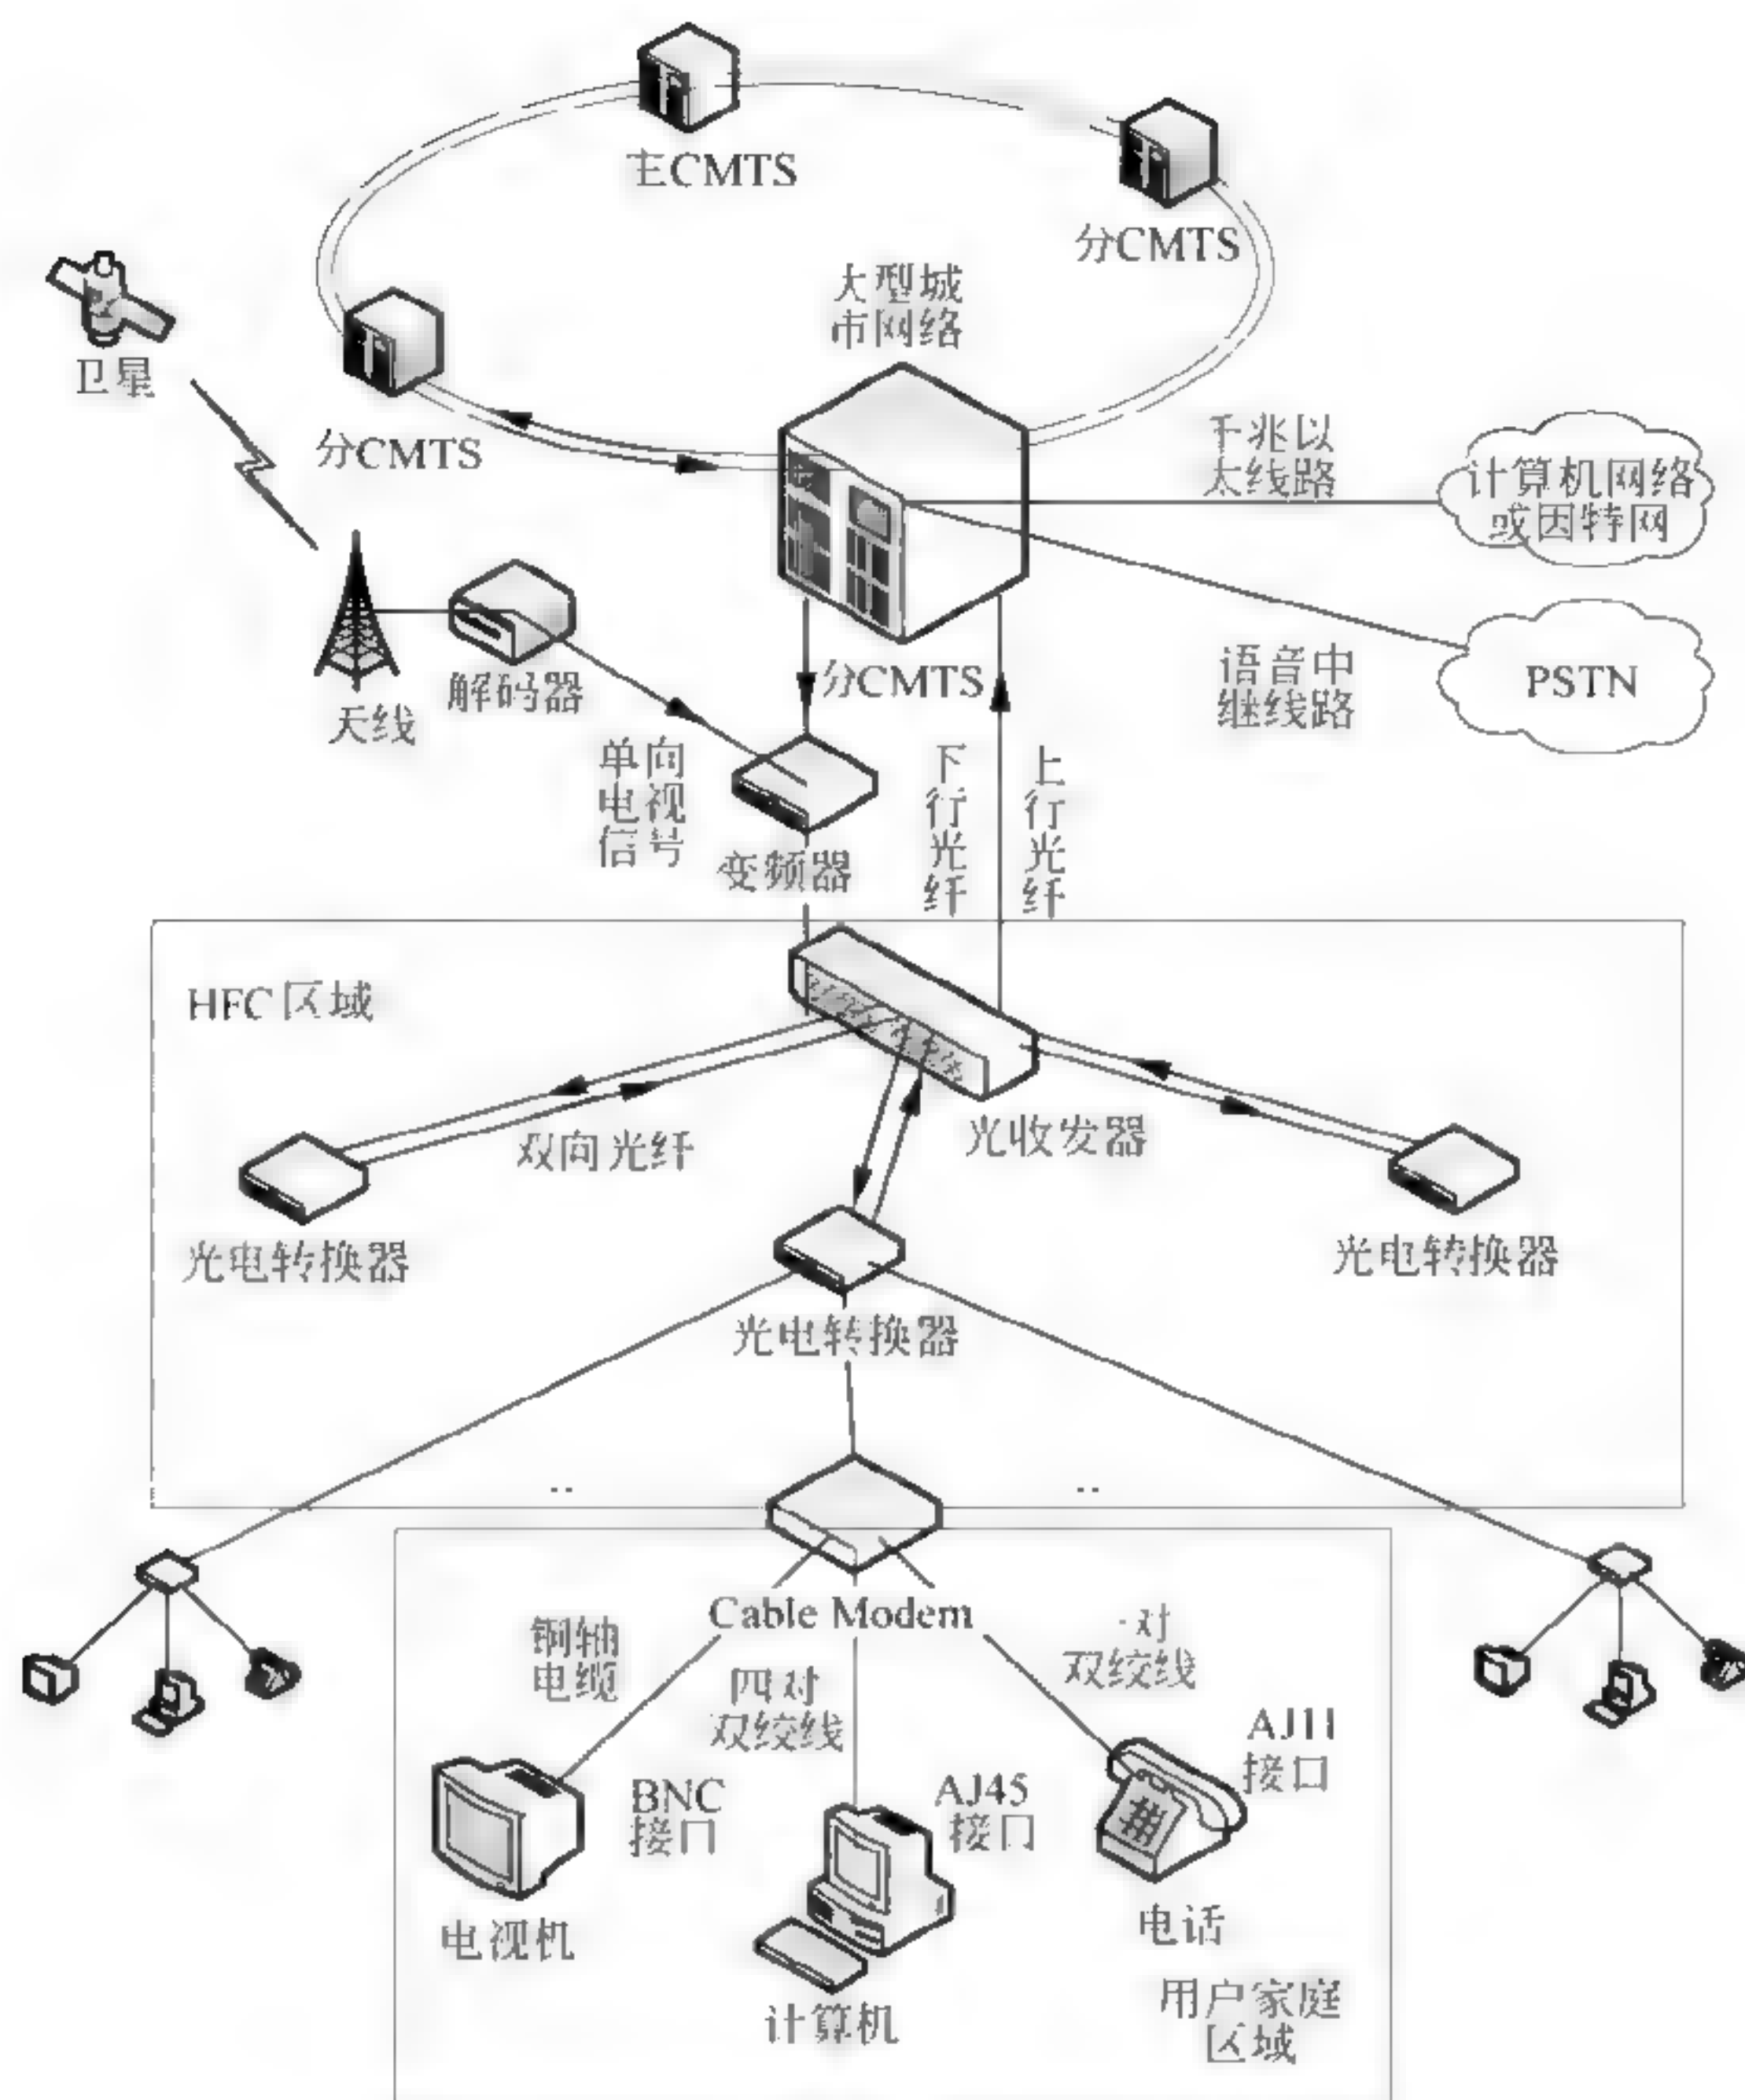 主CMTS
分CMTS
大型城
市网络
卫星
分CMTS
千兆以
太线路
计算机网络
或因特网
解码器
天线
分CMTS
语音中
继线路
PSTN
单向
电视
信号
变频器
下行光纤
上行光纤
HFC区域
双向光纤
光收发器
光电转换器
光电转换器
光电转换器
..
..
Cable Modem
铜轴
电缆
四对
双绞线
一对
双绞线
BNC
接口
AJ45
接口
AJ11
接口
电视机
计算机
电话
用户家庭
区域